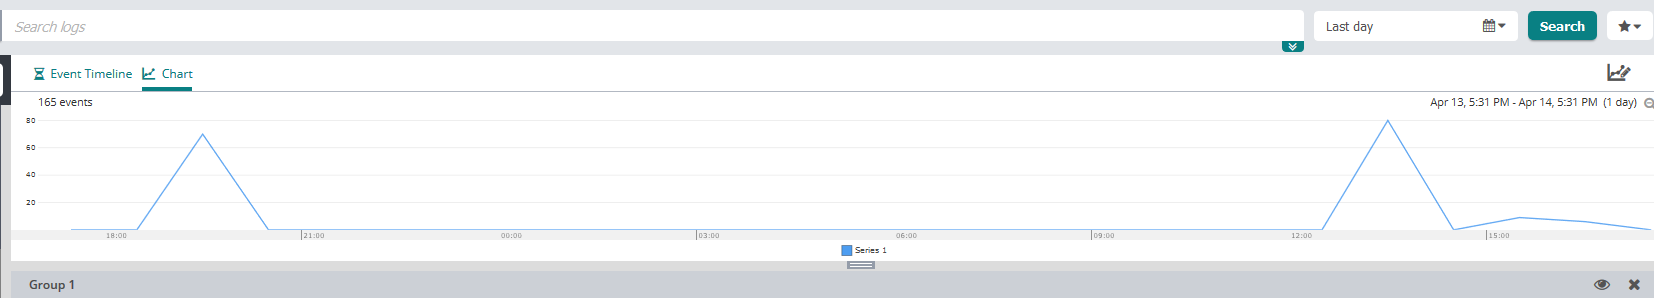 Search logs
Last day
Search
Event Timeline
Chart
165 events
Apr 13, 5:31 PM - Apr 14, 5:31 PM (1 day)
80
60
40
20
18:00
21:00
00:00
03:00
06:00
09:00
12:00
15:00
Series 1
Group 1